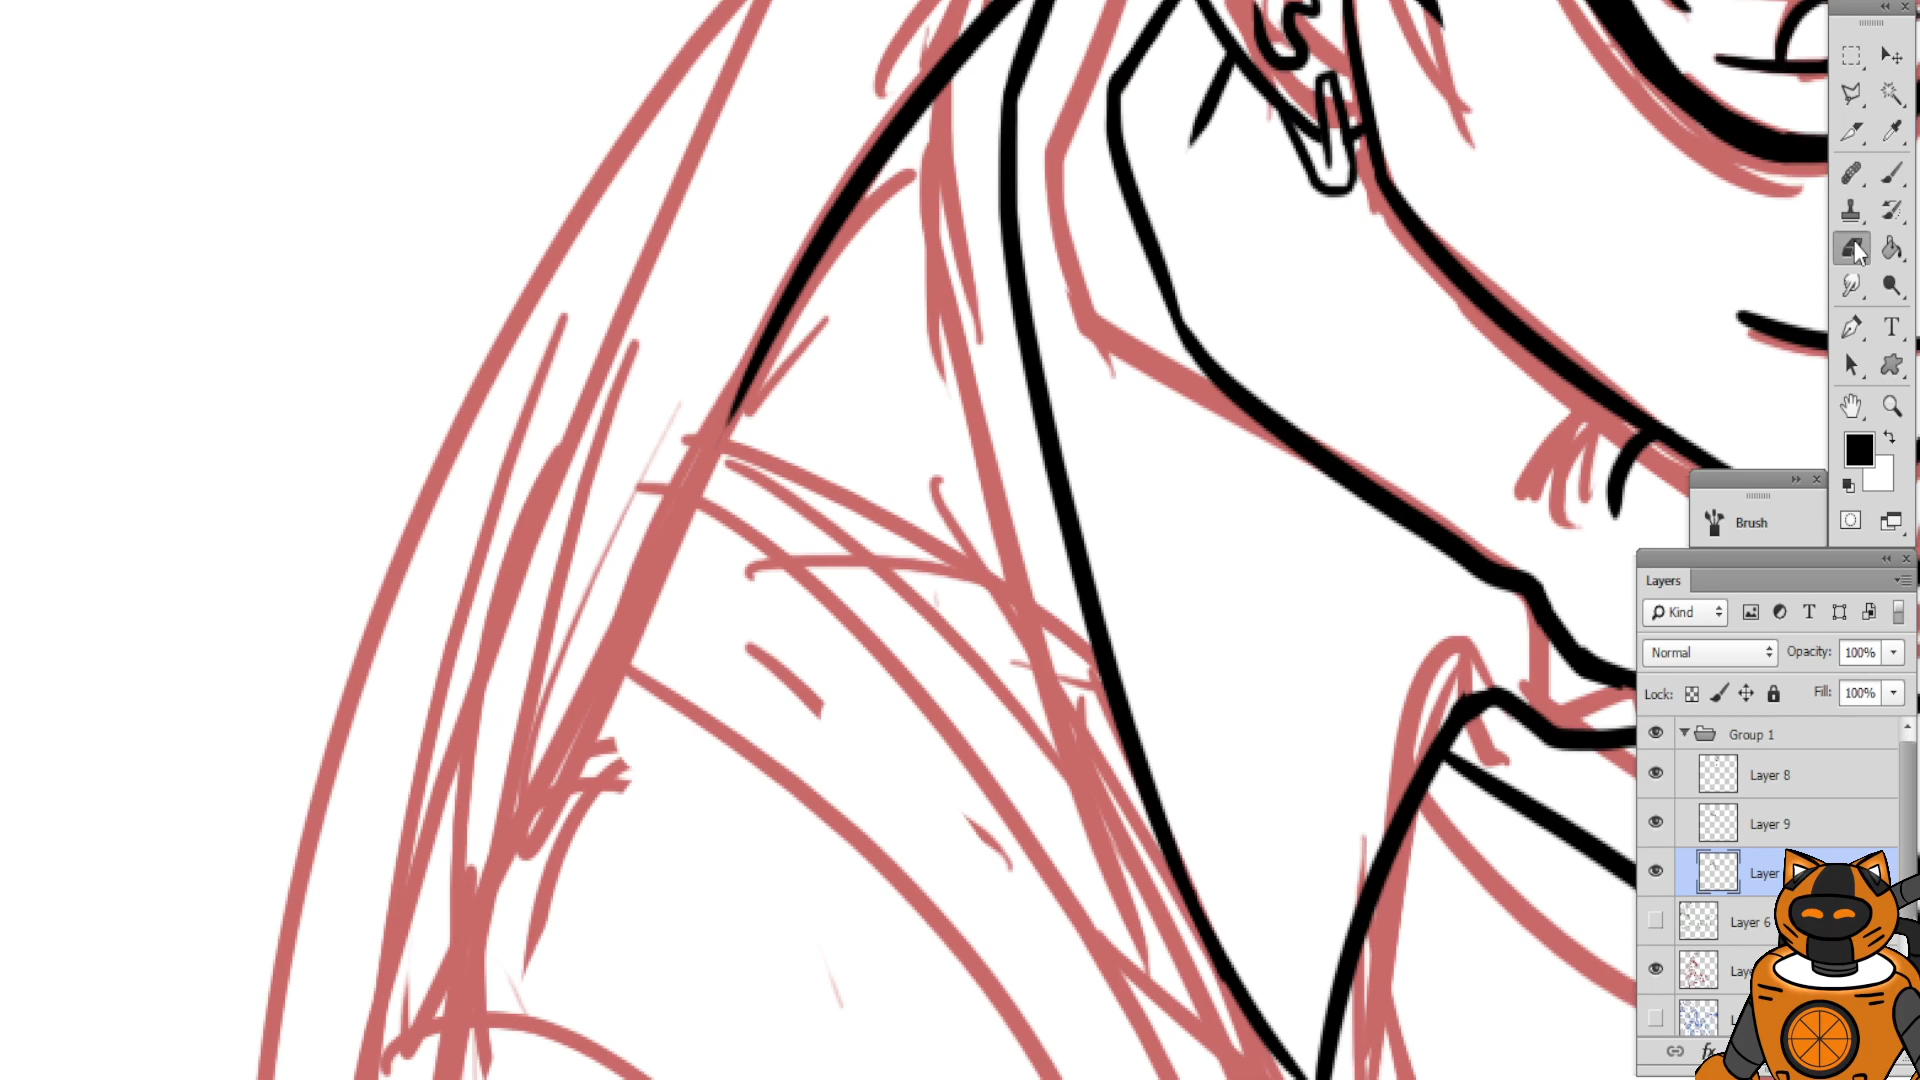 Brush
Layers
Kind
Normal
Opacity: 100%
Lock:
Fill: 100%
Group 1
Layer 8
Layer 9
Layer
Layer 6